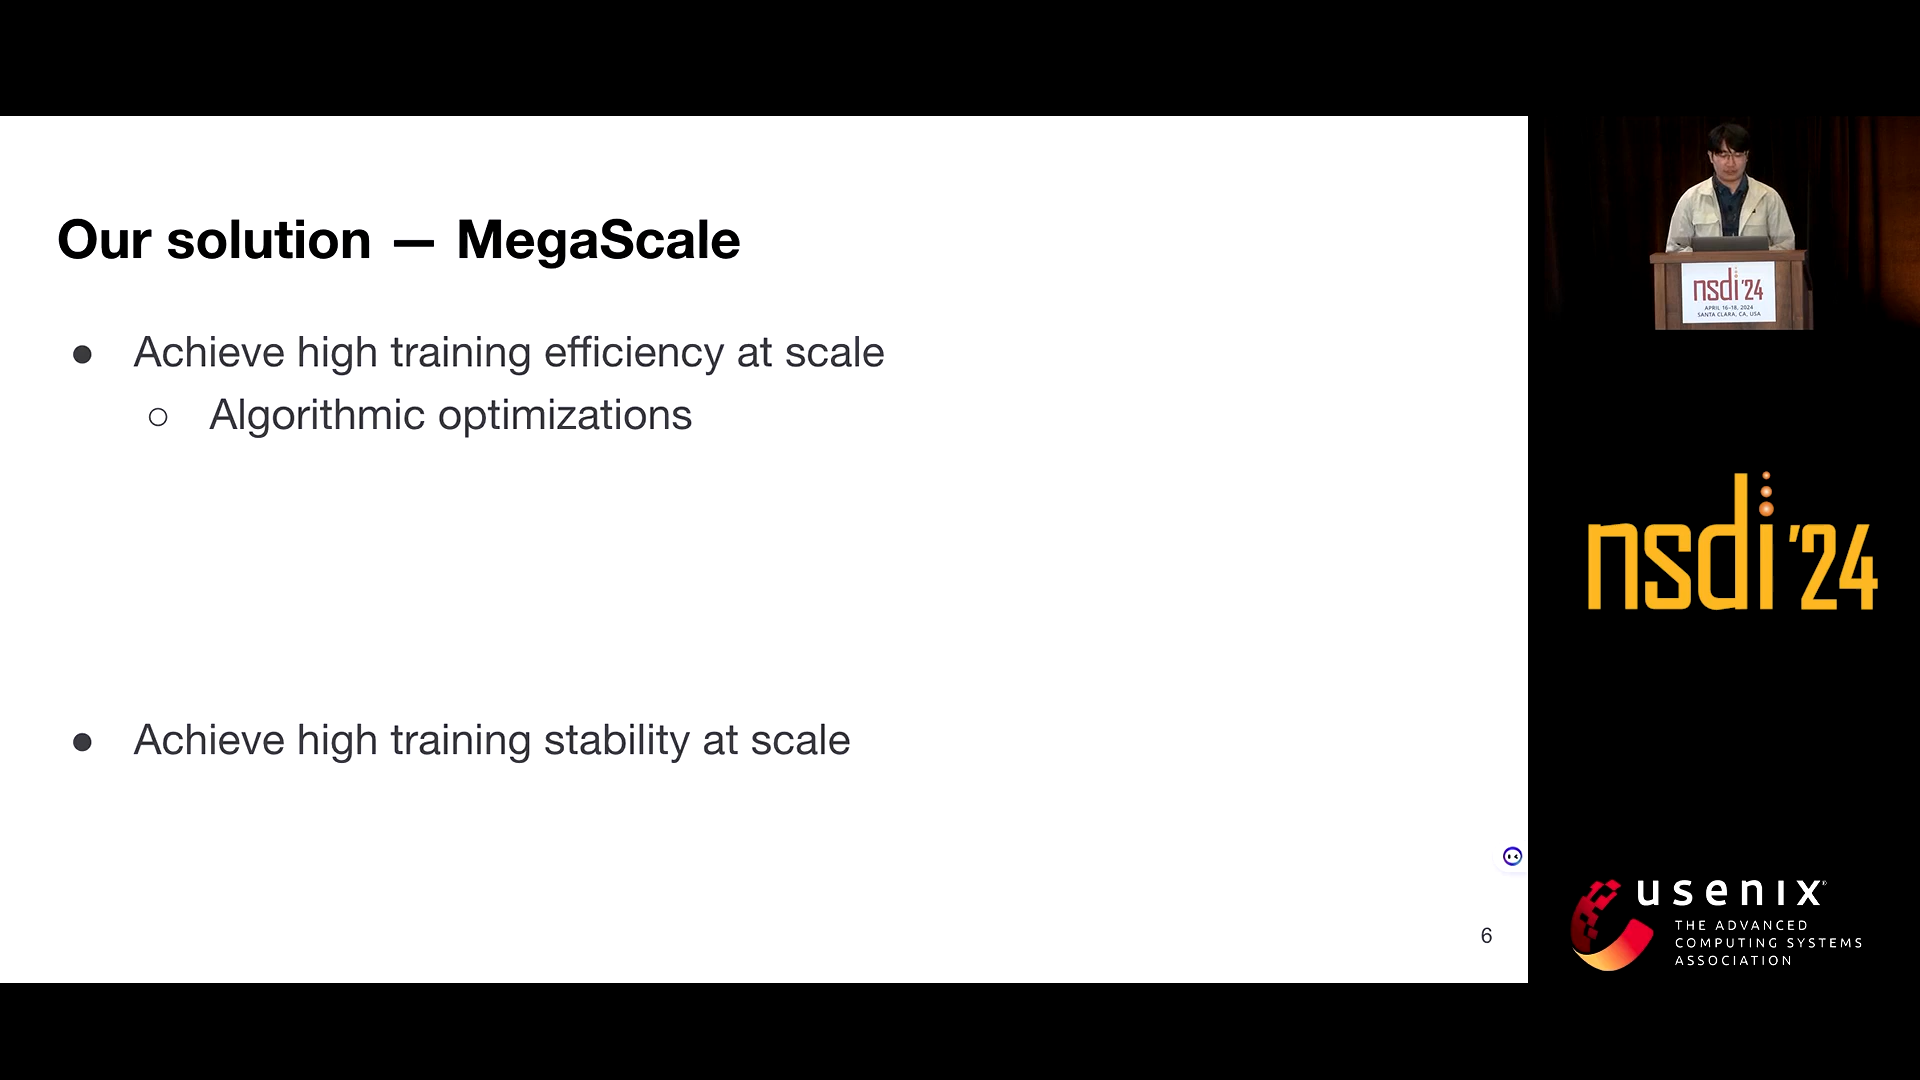 Our solution — MegaScale
● Achieve high training efficiency at scale
○ Algorithmic optimizations
● Achieve high training stability at scale
6
nsdi '24
APRIL 16–18, 2024
SANTA CLARA, CA, USA
nsdi '24
usenix®
THE ADVANCED
COMPUTING SYSTEMS
ASSOCIATION